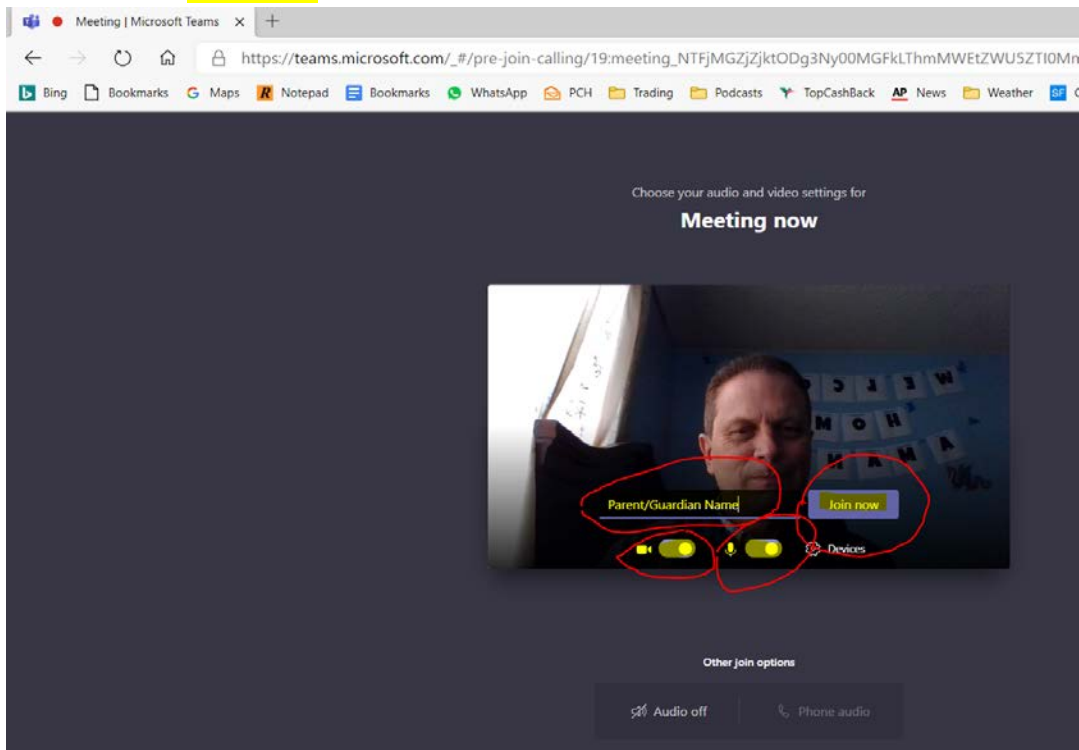 Meeting | Microsoft Teams
https://teams.microsoft.com/_#/pre-join-calling/19:meeting_NTFjMGZjZjktODg3Ny00MGFkLThmMWEtZWU5ZTI0Mm
Bing Bookmarks G Maps R Notepad Bookmarks WhatsApp PCH Trading Podcasts TopCashBack AP News Weather SF
Choose your audio and video settings for
Meeting now
W E L C
H O M
M A M A
Parent/Guardian Name
Join now
Devices
Other join options
Audio off
Phone audio